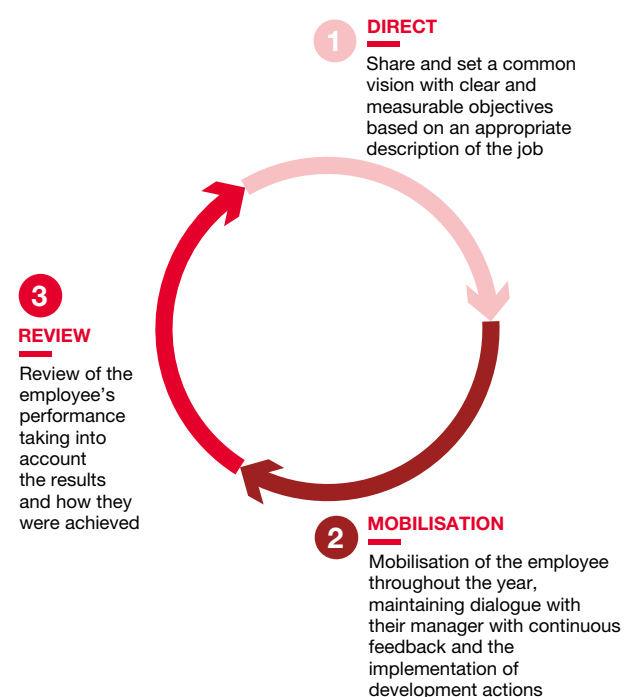 1
DIRECT
Share and set a common
vision with clear and
measurable objectives
based on an appropriate
description of the job
2
MOBILISATION
Mobilisation of the employee
throughout the year,
maintaining dialogue with
their manager with continuous
feedback and the
implementation of
development actions
3
REVIEW
Review of the
employee’s
performance
taking into
account
the results
and how they
were achieved